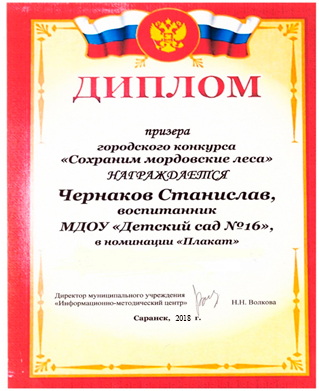 ДИПЛОМ
призера
городского конкурса
«Сохраним мордовские леса»
НАГРАЖДАЕТСЯ
Чернаков Станислав,
воспитанник
МДОУ «Детский сад №16»,
в номинации «Плакат»
Директор муниципального учреждения
«Информационно-методический центр»
Н.Н. Волкова
Саранск, 2018 г.